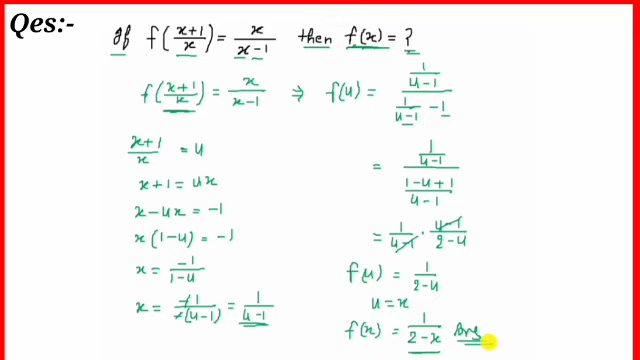 Qes:-
If f((x+1)/x) = x/(x-1) then f(x) = ?
f((x+1)/x) = x/(x-1) ⇒ f(u) = (1/(u-1))/(1/(u-1) - 1)
(x+1)/x = u
x+1 = ux
x-ux = -1
x(1-u) = -1
x = -1/(1-u)
x = -1/-(u-1) = 1/(u-1)
= (1/(u-1))/((1-u+1)/(u-1))
= 1/(u-1) · (u-1)/(2-u)
f(u) = 1/(2-u)
u = x
f(x) = 1/(2-x) Ans